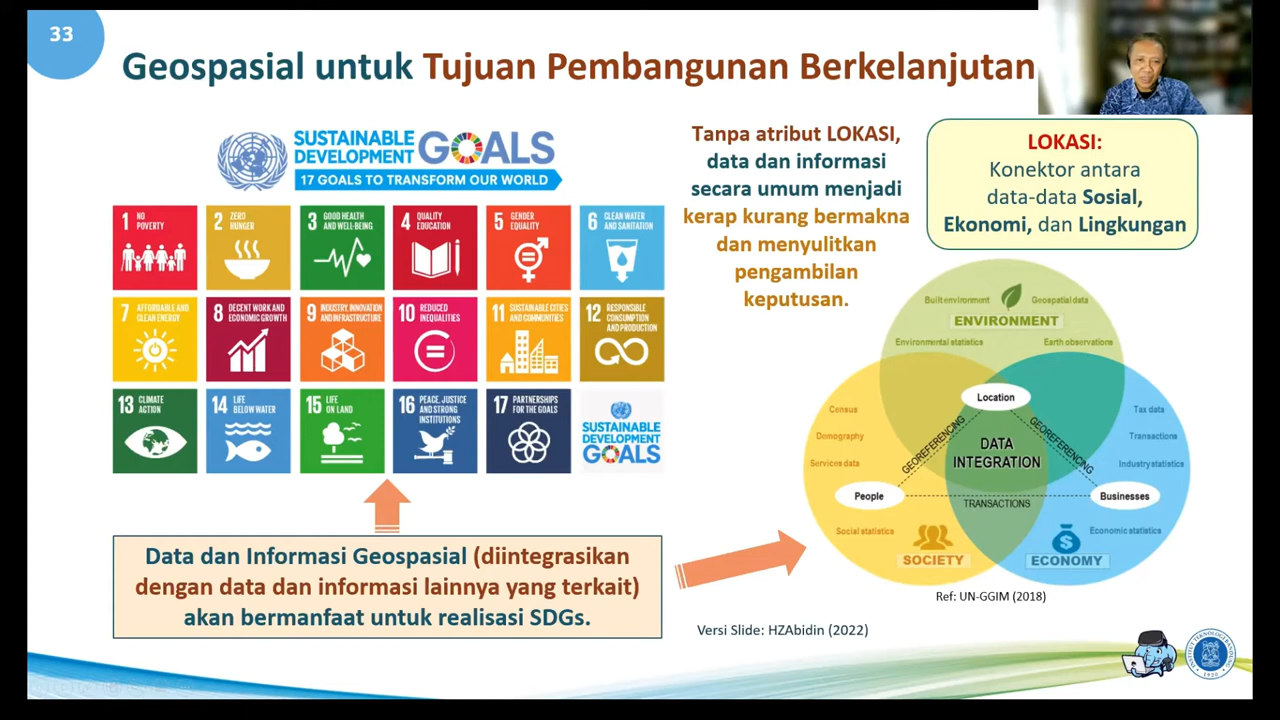 33
Geospasial untuk Tujuan Pembangunan Berkelanjutan
SUSTAINABLE
DEVELOPMENT
GOALS
17 GOALS TO TRANSFORM OUR WORLD
1 NO
POVERTY
2 ZERO
HUNGER
3 GOOD HEALTH
AND WELL-BEING
4 QUALITY
EDUCATION
5 GENDER
EQUALITY
6 CLEAN WATER
AND SANITATION
7 AFFORDABLE AND
CLEAN ENERGY
8 DECENT WORK AND
ECONOMIC GROWTH
9 INDUSTRY, INNOVATION
AND INFRASTRUCTURE
10 REDUCED
INEQUALITIES
11 SUSTAINABLE CITIES
AND COMMUNITIES
12 RESPONSIBLE
CONSUMPTION
AND PRODUCTION
13 CLIMATE
ACTION
14 LIFE
BELOW WATER
15 LIFE
ON LAND
16 PEACE, JUSTICE
AND STRONG
INSTITUTIONS
17 PARTNERSHIPS
FOR THE GOALS
SUSTAINABLE
DEVELOPMENT
GOALS
Data dan Informasi Geospasial (diintegrasikan
dengan data dan informasi lainnya yang terkait)
akan bermanfaat untuk realisasi SDGs.
Tanpa atribut LOKASI,
data dan informasi
secara umum menjadi
kerap kurang bermakna
dan menyulitkan
pengambilan
keputusan.
LOKASI:
Konektor antara
data-data Sosial,
Ekonomi, dan Lingkungan
Built environment
Geospatial data
ENVIRONMENT
Environmental statistics
Earth observations
Location
Census
Demography
Services data
GEOREFERENCING
DATA
INTEGRATION
GEOREFERENCING
Tax data
Transactions
Industry statistics
People
TRANSACTIONS
Businesses
Social statistics
SOCIETY
Economic statistics
ECONOMY
Ref: UN-GGIM (2018)
Versi Slide: HZAbidin (2022)
INSTITUT TEKNOLOGI BANDUNG
1920